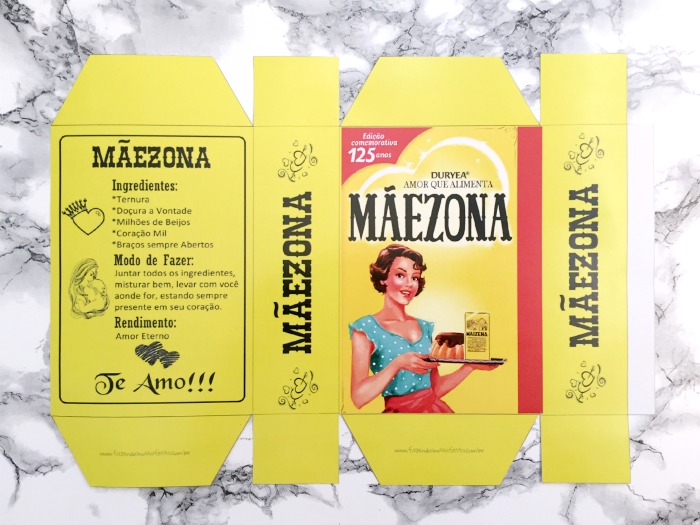 MÃEZONA
Ingredientes:
*Ternura
*Doçura a Vontade
*Milhões de Beijos
*Coração Mil
*Braços sempre Abertos
Modo de Fazer:
Juntar todos os ingredientes,
misturar bem, levar com você
aonde for, estando sempre
presente em seu coração.
Rendimento:
Amor Eterno
Te Amo!!!
MÃEZONA
Edição
comemorativa
125 anos
DURYEA®
AMOR QUE ALIMENTA
MÃEZONA
MAIZENA
MÃEZONA